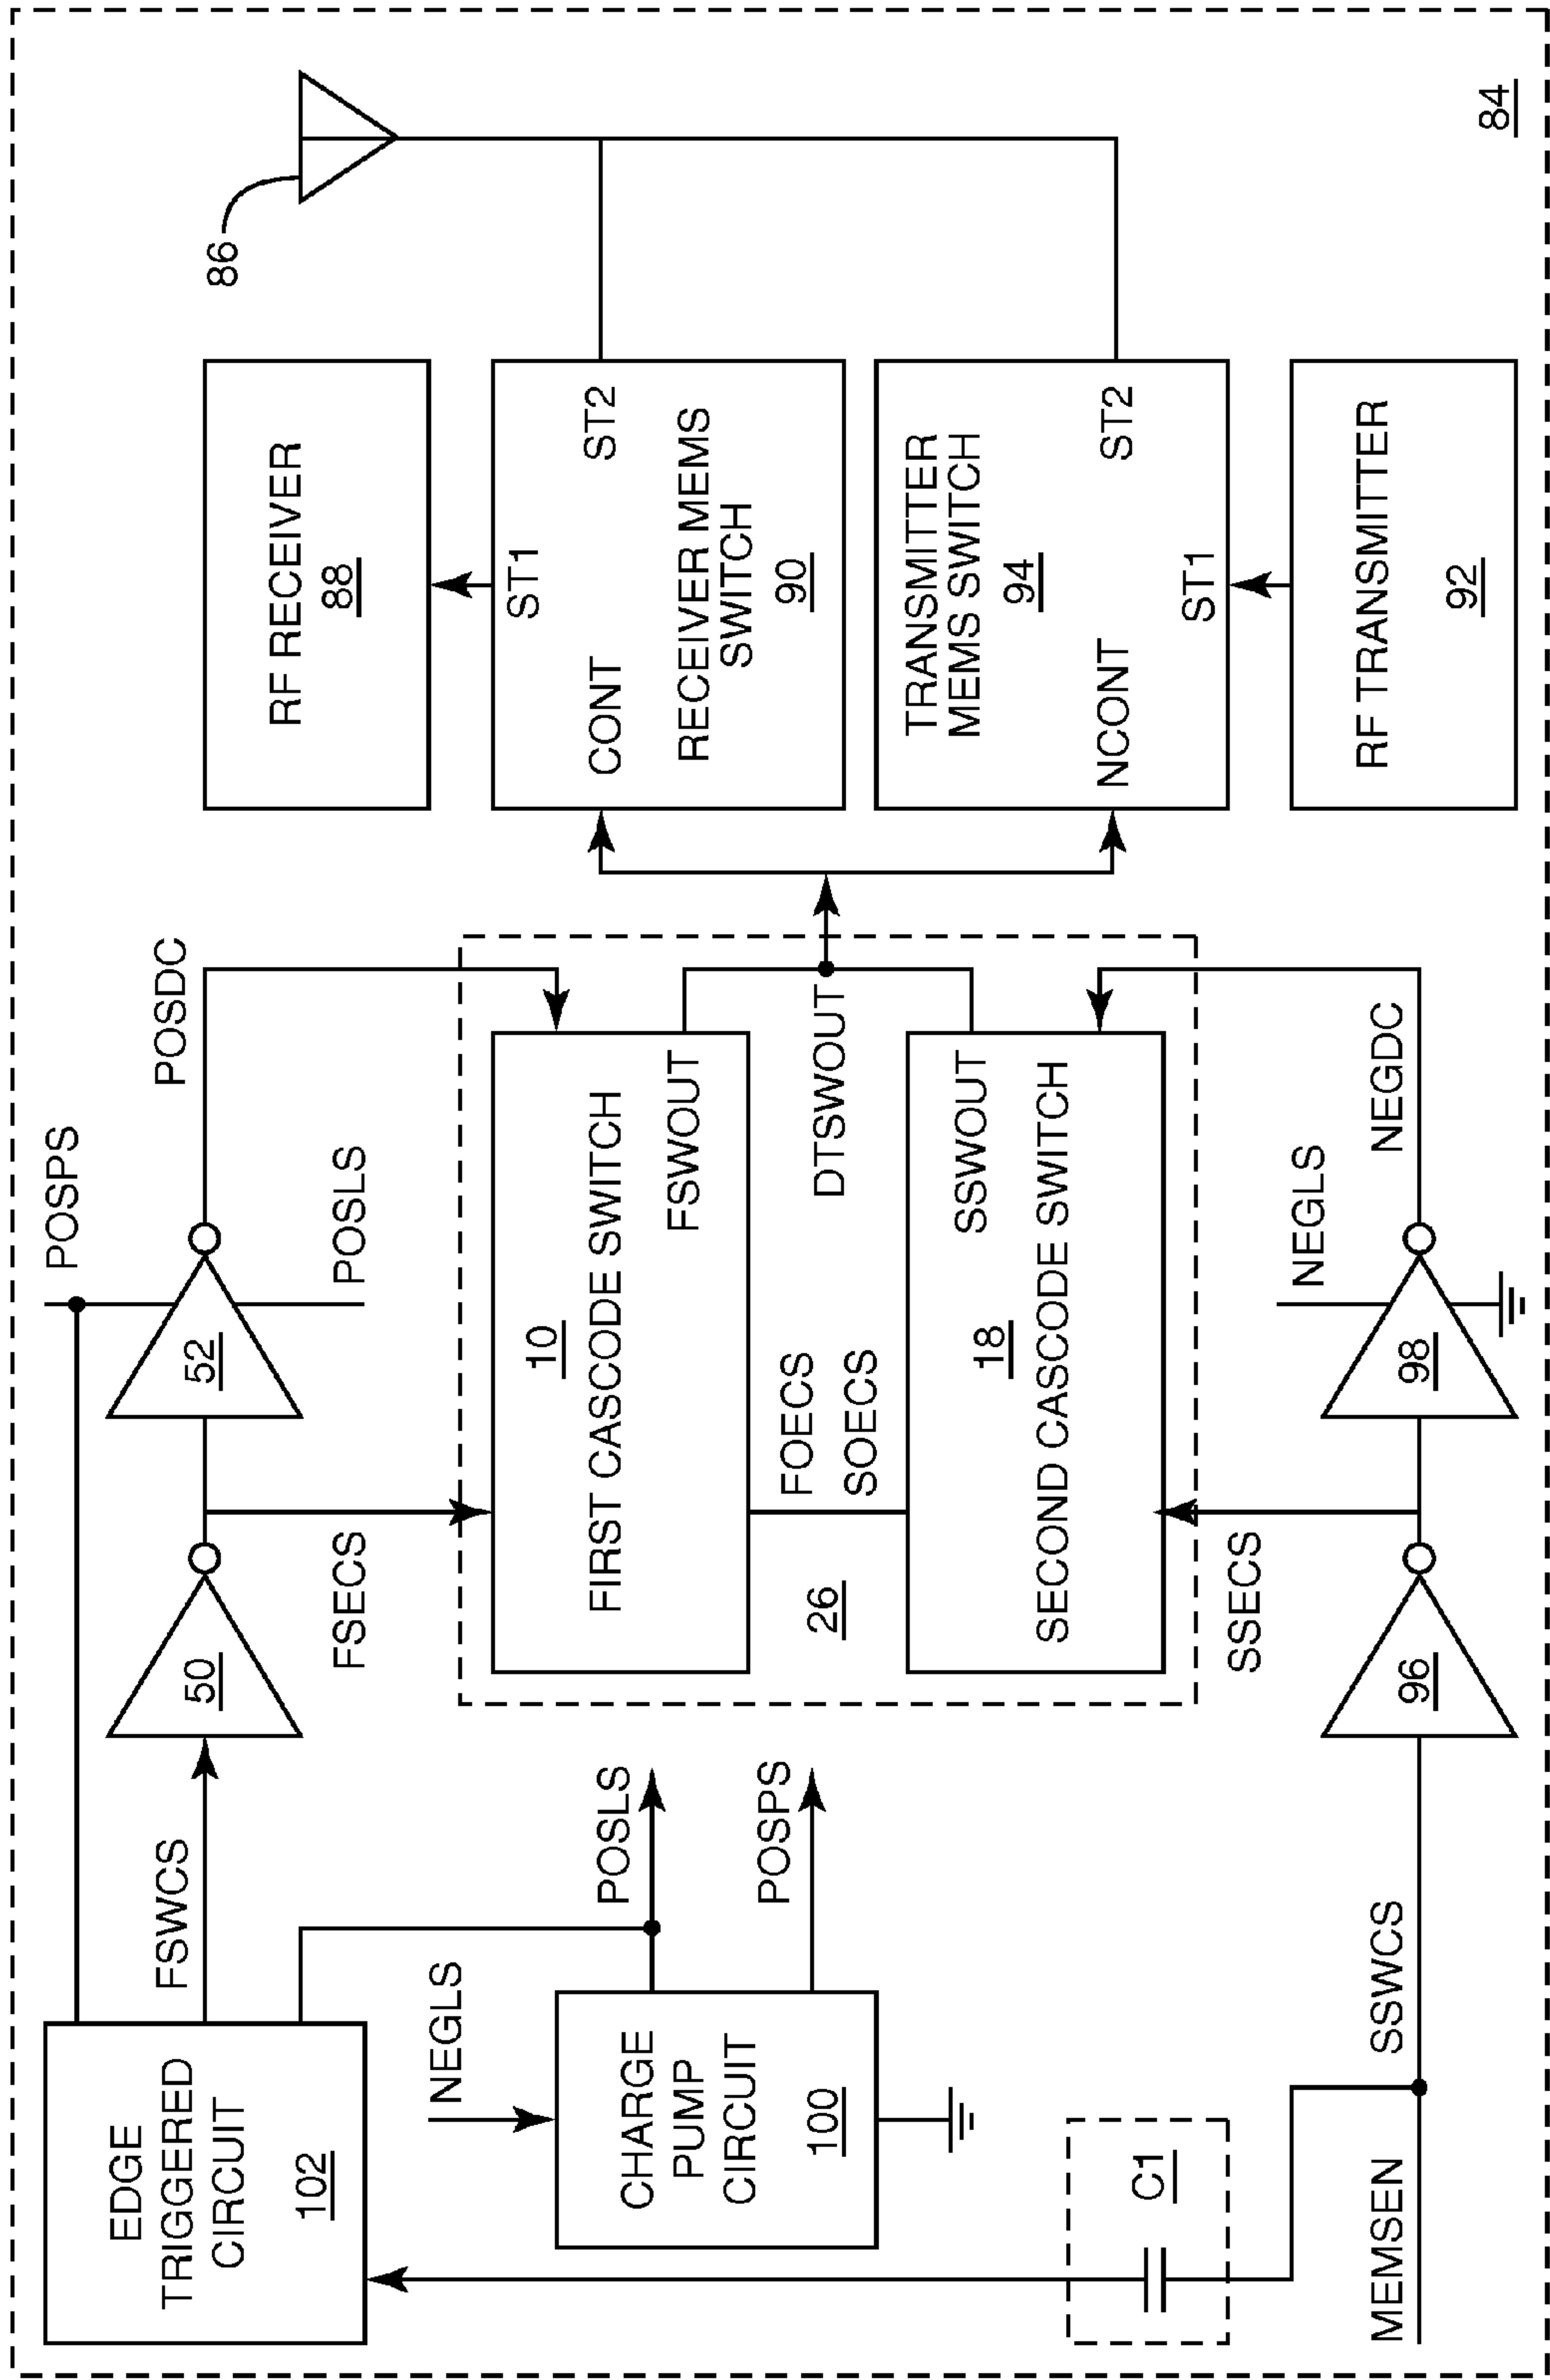 POSPS
POSDC
52
POSLS
50
FSECS
FSWCS
EDGE
TRIGGERED
CIRCUIT
102
NEGLS
CHARGE
PUMP
CIRCUIT
100
POSLS
POSPS
10
FIRST CASCODE SWITCH
FSWOUT
FOECS
SOECS
26
DTSWOUT
SSWOUT
18
SECOND CASCODE SWITCH
SSECS
NEGLS
NEGDC
98
96
SSWCS
MEMSEN
C1
86
RF RECEIVER
88
ST1
CONT
ST2
RECEIVER MEMS
SWITCH
90
TRANSMITTER
MEMS SWITCH
94
NCONT
ST2
ST1
RF TRANSMITTER
92
84